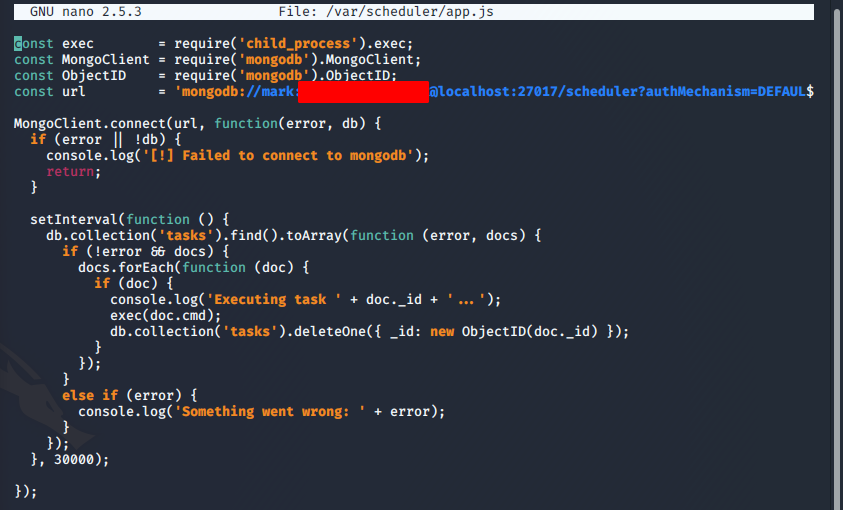 GNU nano 2.5.3                 File: /var/scheduler/app.js

const exec        = require('child_process').exec;
const MongoClient = require('mongodb').MongoClient;
const ObjectID    = require('mongodb').ObjectID;
const url         = 'mongodb://mark:@localhost:27017/scheduler?authMechanism=DEFAUL$

MongoClient.connect(url, function(error, db) {
  if (error || !db) {
    console.log('[!] Failed to connect to mongodb');
    return;
  }

  setInterval(function () {
    db.collection('tasks').find().toArray(function (error, docs) {
      if (!error && docs) {
        docs.forEach(function (doc) {
          if (doc) {
            console.log('Executing task ' + doc._id + '...');
            exec(doc.cmd);
            db.collection('tasks').deleteOne({ _id: new ObjectID(doc._id) });
          }
        });
      }
      else if (error) {
        console.log('Something went wrong: ' + error);
      }
    });
  }, 30000);

});